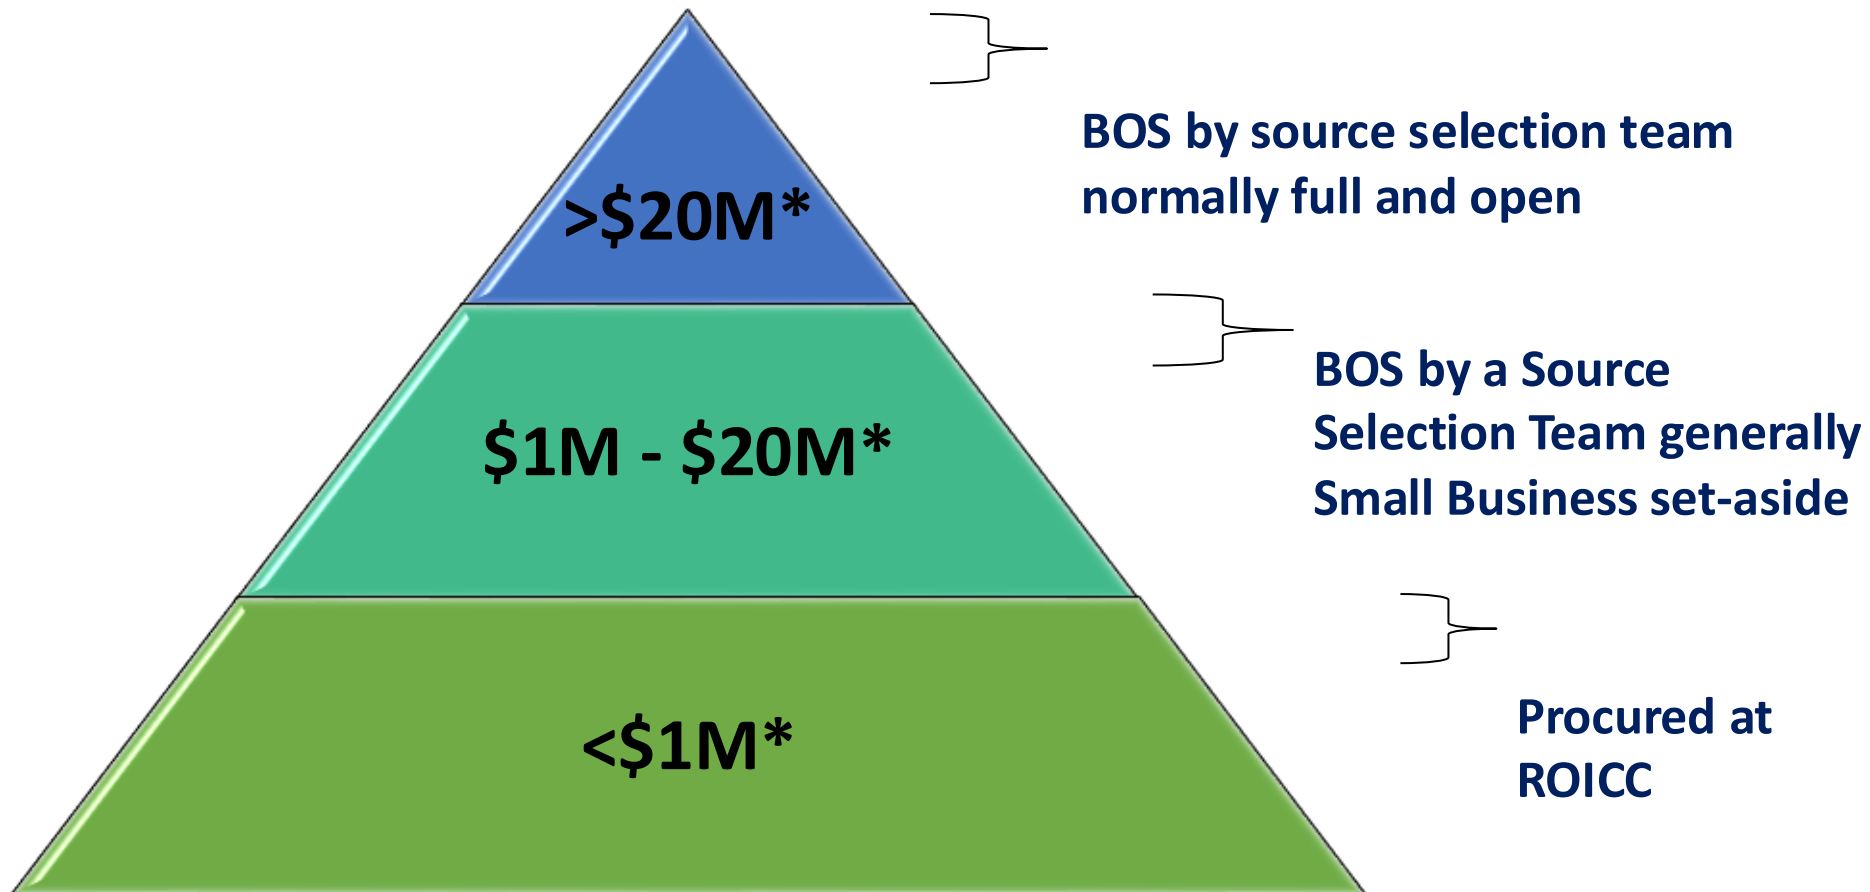 >$20M*
BOS by source selection team
normally full and open
$1M - $20M*
BOS by a Source
Selection Team generally
Small Business set-aside
<$1M*
Procured at
ROICC